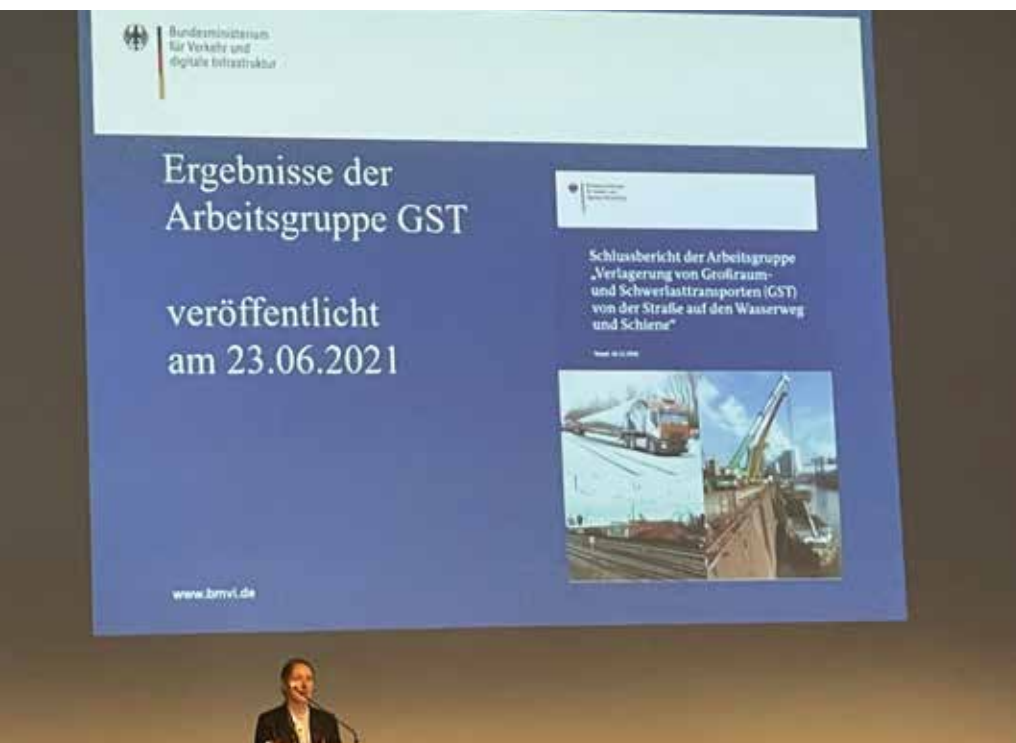 Bundesministerium
für Verkehr und
digitale Infrastruktur
Ergebnisse der
Arbeitsgruppe GST
veröffentlicht
am 23.06.2021
Schlussbericht der Arbeitsgruppe
„Verlagerung von Großraum-
und Schwerlasttransporten (GST)
von der Straße auf den Wasserweg
und Schiene“
www.bmvi.de